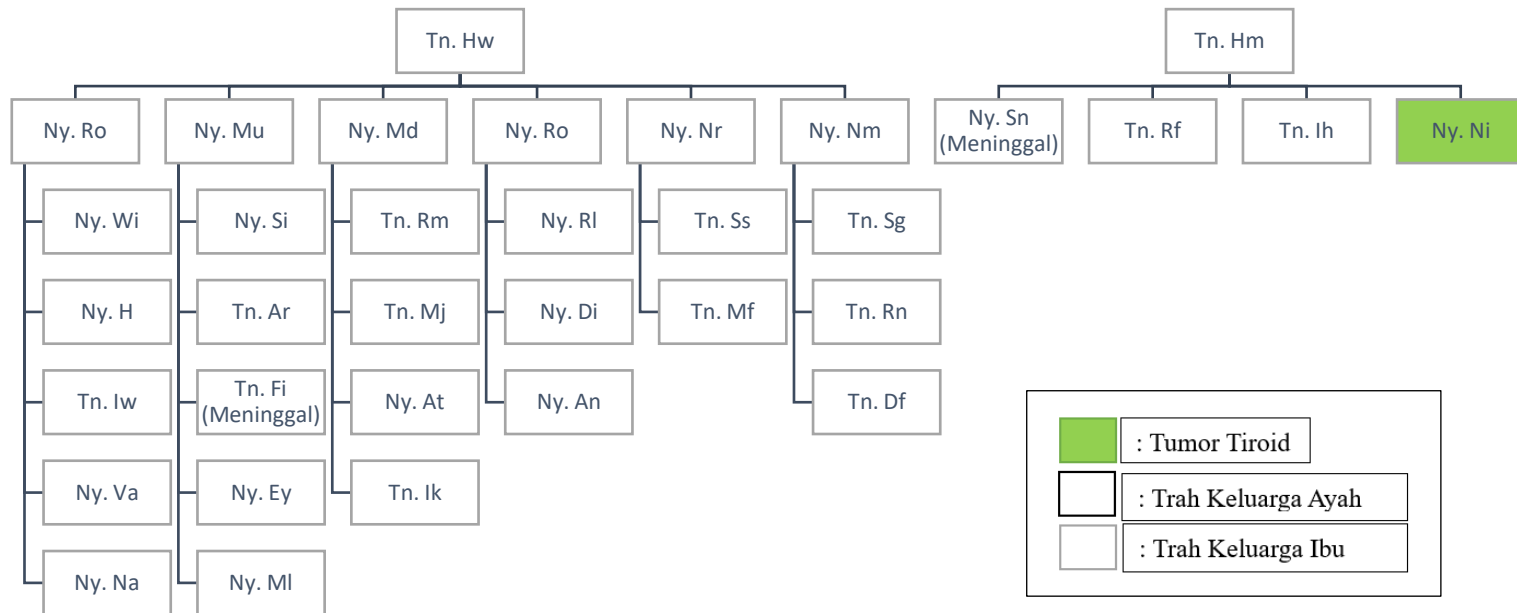 Tn. Hw
Tn. Hm
Ny. Ro
Ny. Mu
Ny. Md
Ny. Ro
Ny. Nr
Ny. Nm
Ny. Sn
(Meninggal)
Tn. Rf
Tn. Ih
Ny. Ni
Ny. Wi
Ny. Si
Tn. Rm
Ny. Rl
Tn. Ss
Tn. Sg
Ny. H
Tn. Ar
Tn. Mj
Ny. Di
Tn. Mf
Tn. Rn
Tn. Iw
Tn. Fi
(Meninggal)
Ny. At
Ny. An
Tn. Df
Ny. Va
Ny. Ey
Tn. Ik
Ny. Na
Ny. Ml
: Tumor Tiroid
: Trah Keluarga Ayah
: Trah Keluarga Ibu